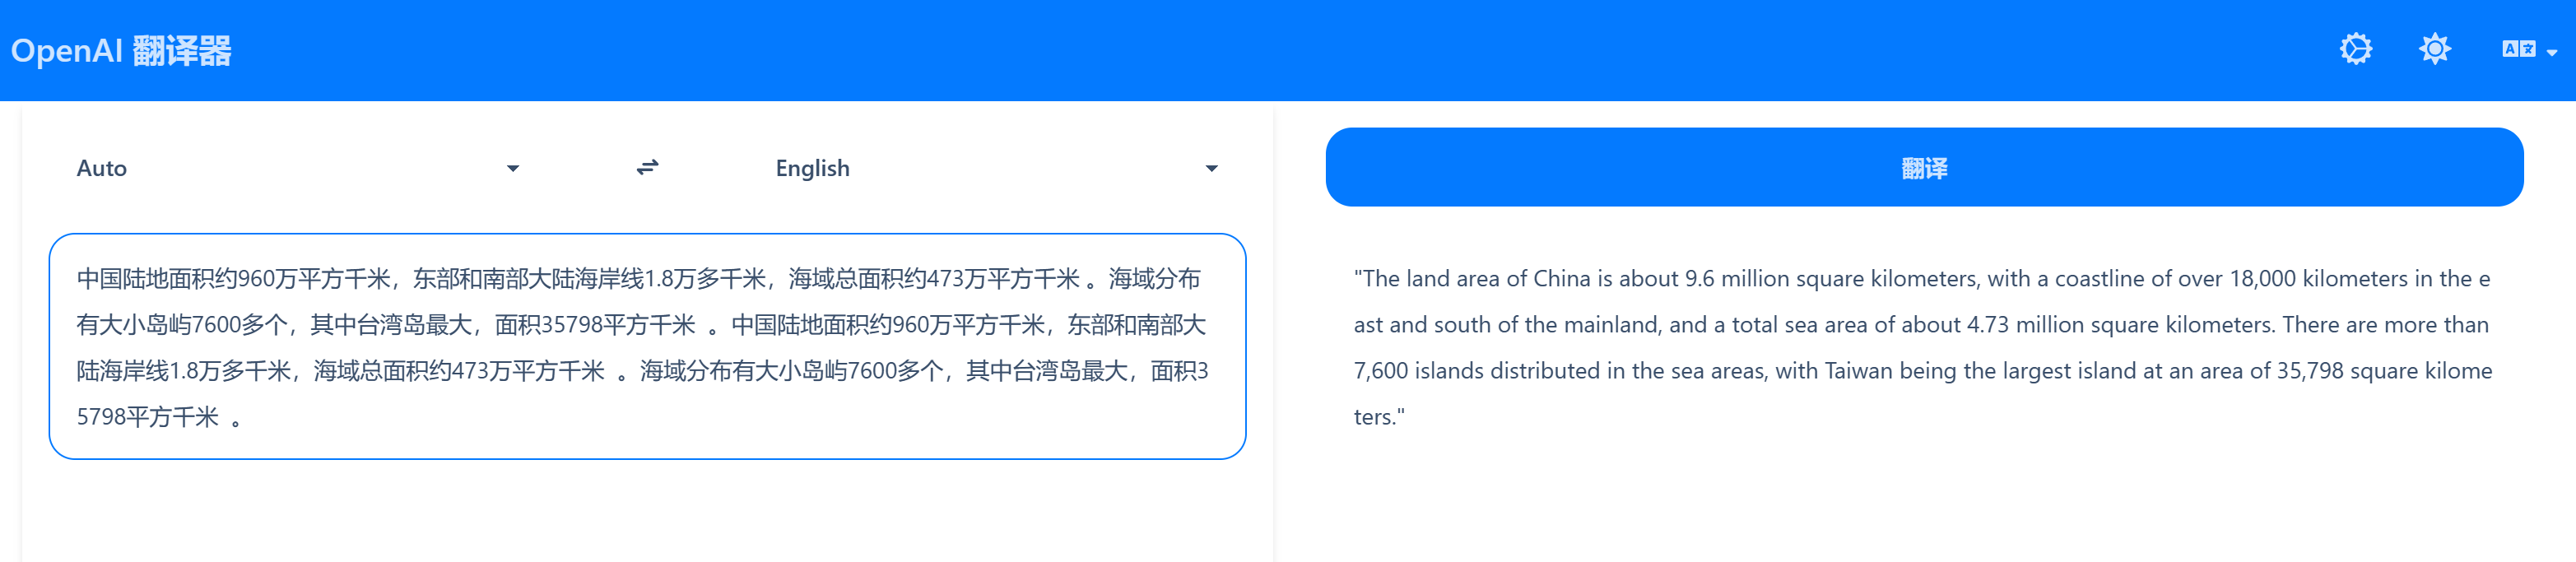 OpenAI 翻译器
Auto
English
翻译
中国陆地面积约960万平方千米，东部和南部大陆海岸线1.8万多千米，海域总面积约473万平方千米 。海域分布
有大小岛屿7600多个，其中台湾岛最大，面积35798平方千米 。中国陆地面积约960万平方千米，东部和南部大
陆海岸线1.8万多千米，海域总面积约473万平方千米 。海域分布有大小岛屿7600多个，其中台湾岛最大，面积3
5798平方千米 。
"The land area of China is about 9.6 million square kilometers, with a coastline of over 18,000 kilometers in the e
ast and south of the mainland, and a total sea area of about 4.73 million square kilometers. There are more than
7,600 islands distributed in the sea areas, with Taiwan being the largest island at an area of 35,798 square kilome
ters."